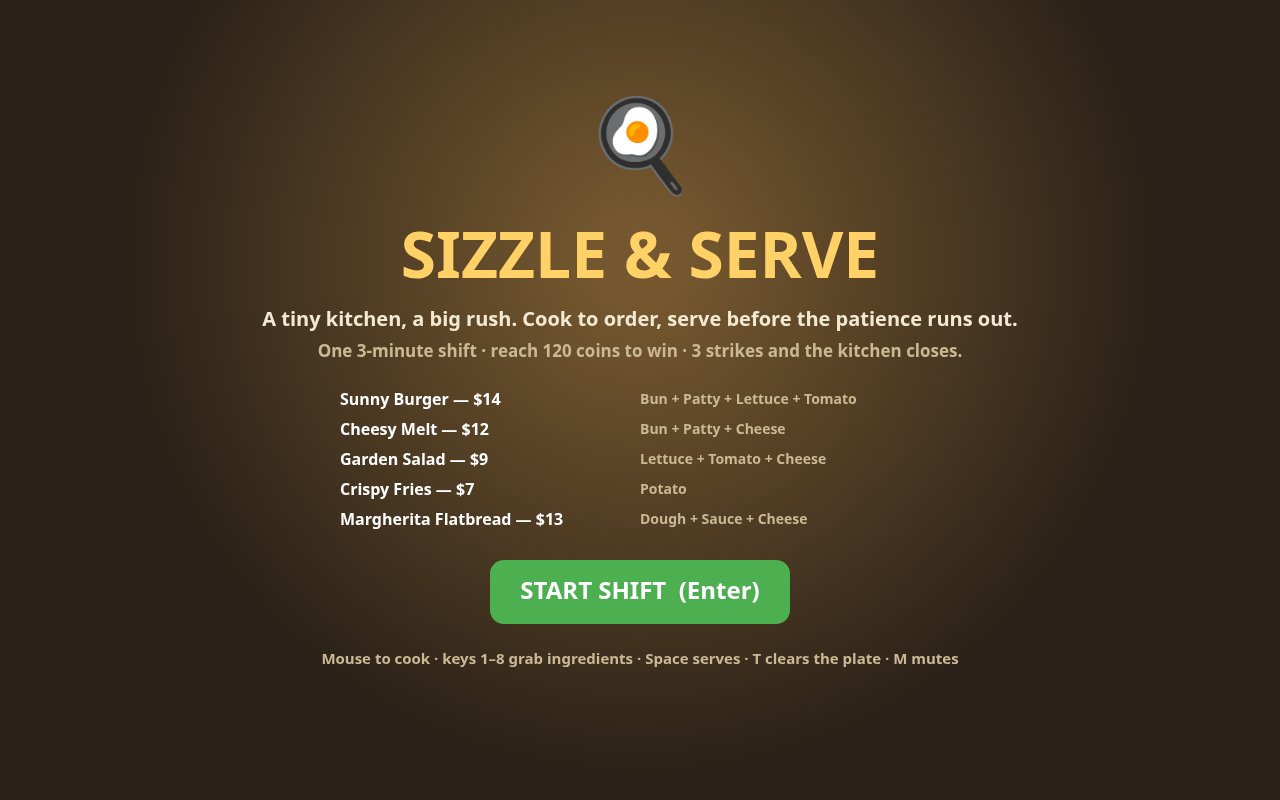 SIZZLE & SERVE
A tiny kitchen, a big rush. Cook to order, serve before the patience runs out.
One 3-minute shift · reach 120 coins to win · 3 strikes and the kitchen closes.
Sunny Burger — $14 Bun + Patty + Lettuce + Tomato
Cheesy Melt — $12 Bun + Patty + Cheese
Garden Salad — $9 Lettuce + Tomato + Cheese
Crispy Fries — $7 Potato
Margherita Flatbread — $13 Dough + Sauce + Cheese
START SHIFT (Enter)
Mouse to cook · keys 1–8 grab ingredients · Space serves · T clears the plate · M mutes